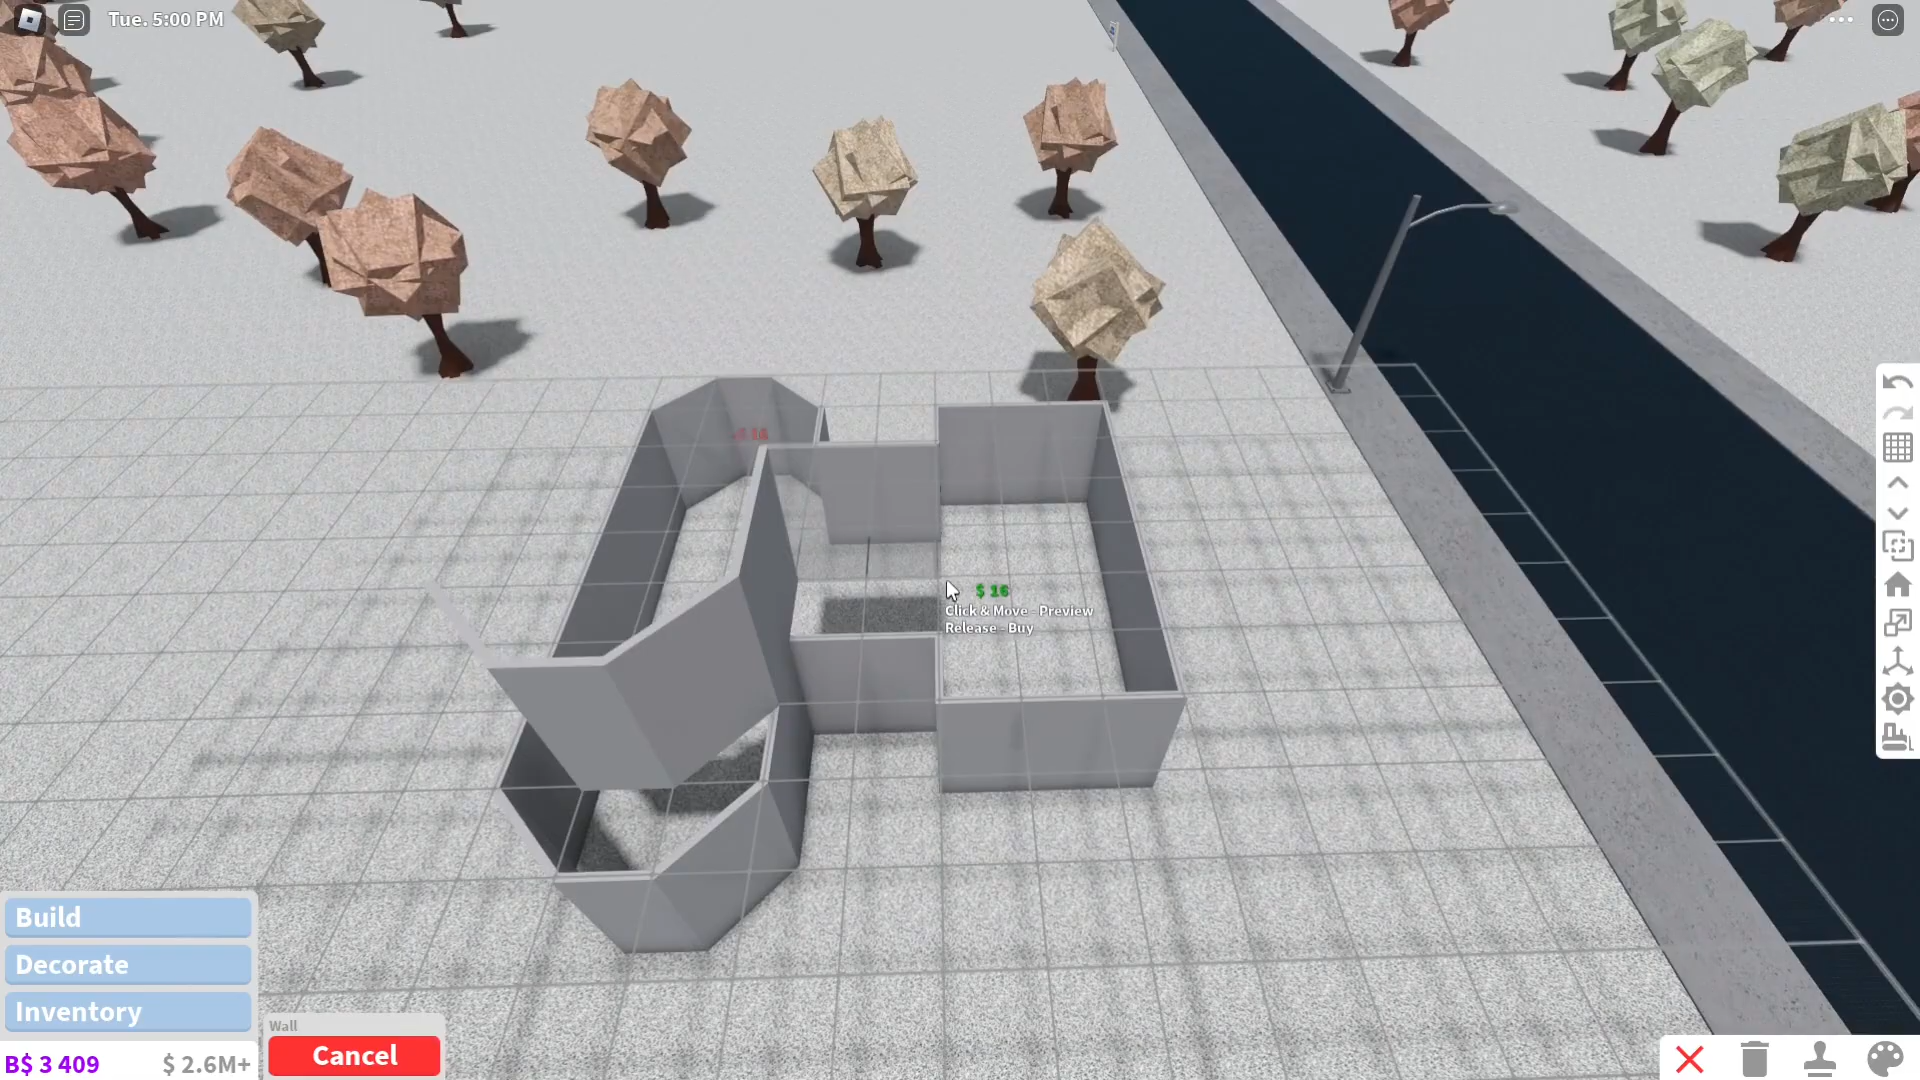 Tue. 5:00 PM
-$ 16
$ 16
Click & Move - Preview
Release - Buy
Build
Decorate
Inventory
Wall
Cancel
B$ 3 409
$ 2.6M+